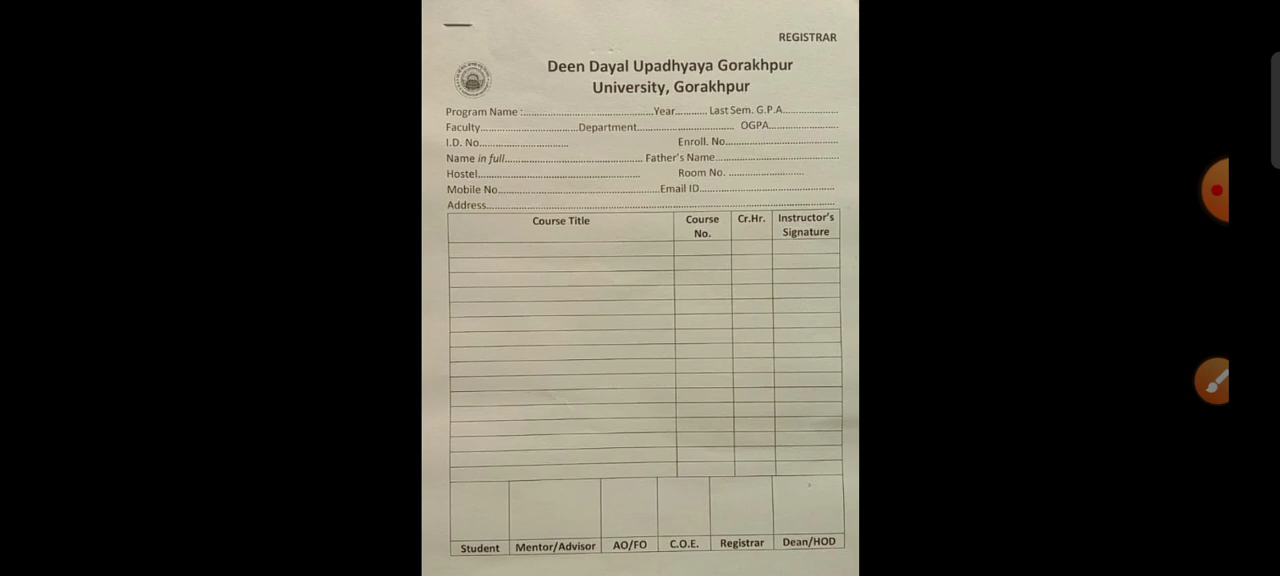 REGISTRAR
Deen Dayal Upadhyaya Gorakhpur
University, Gorakhpur
Program Name :..........................................Year........... Last Sem. G.P.A...................
Faculty................................Department................................ OGPA.......................
I.D. No.............................. Enroll. No.....................................
Name in full.............................................. Father's Name.........................................
Hostel...................................................... Room No. .........................
Mobile No.....................................................Email ID.............................................
Address....................................................................................................................
Course Title Course No. Cr.Hr. Instructor's Signature
Student Mentor/Advisor AO/FO C.O.E. Registrar Dean/HOD